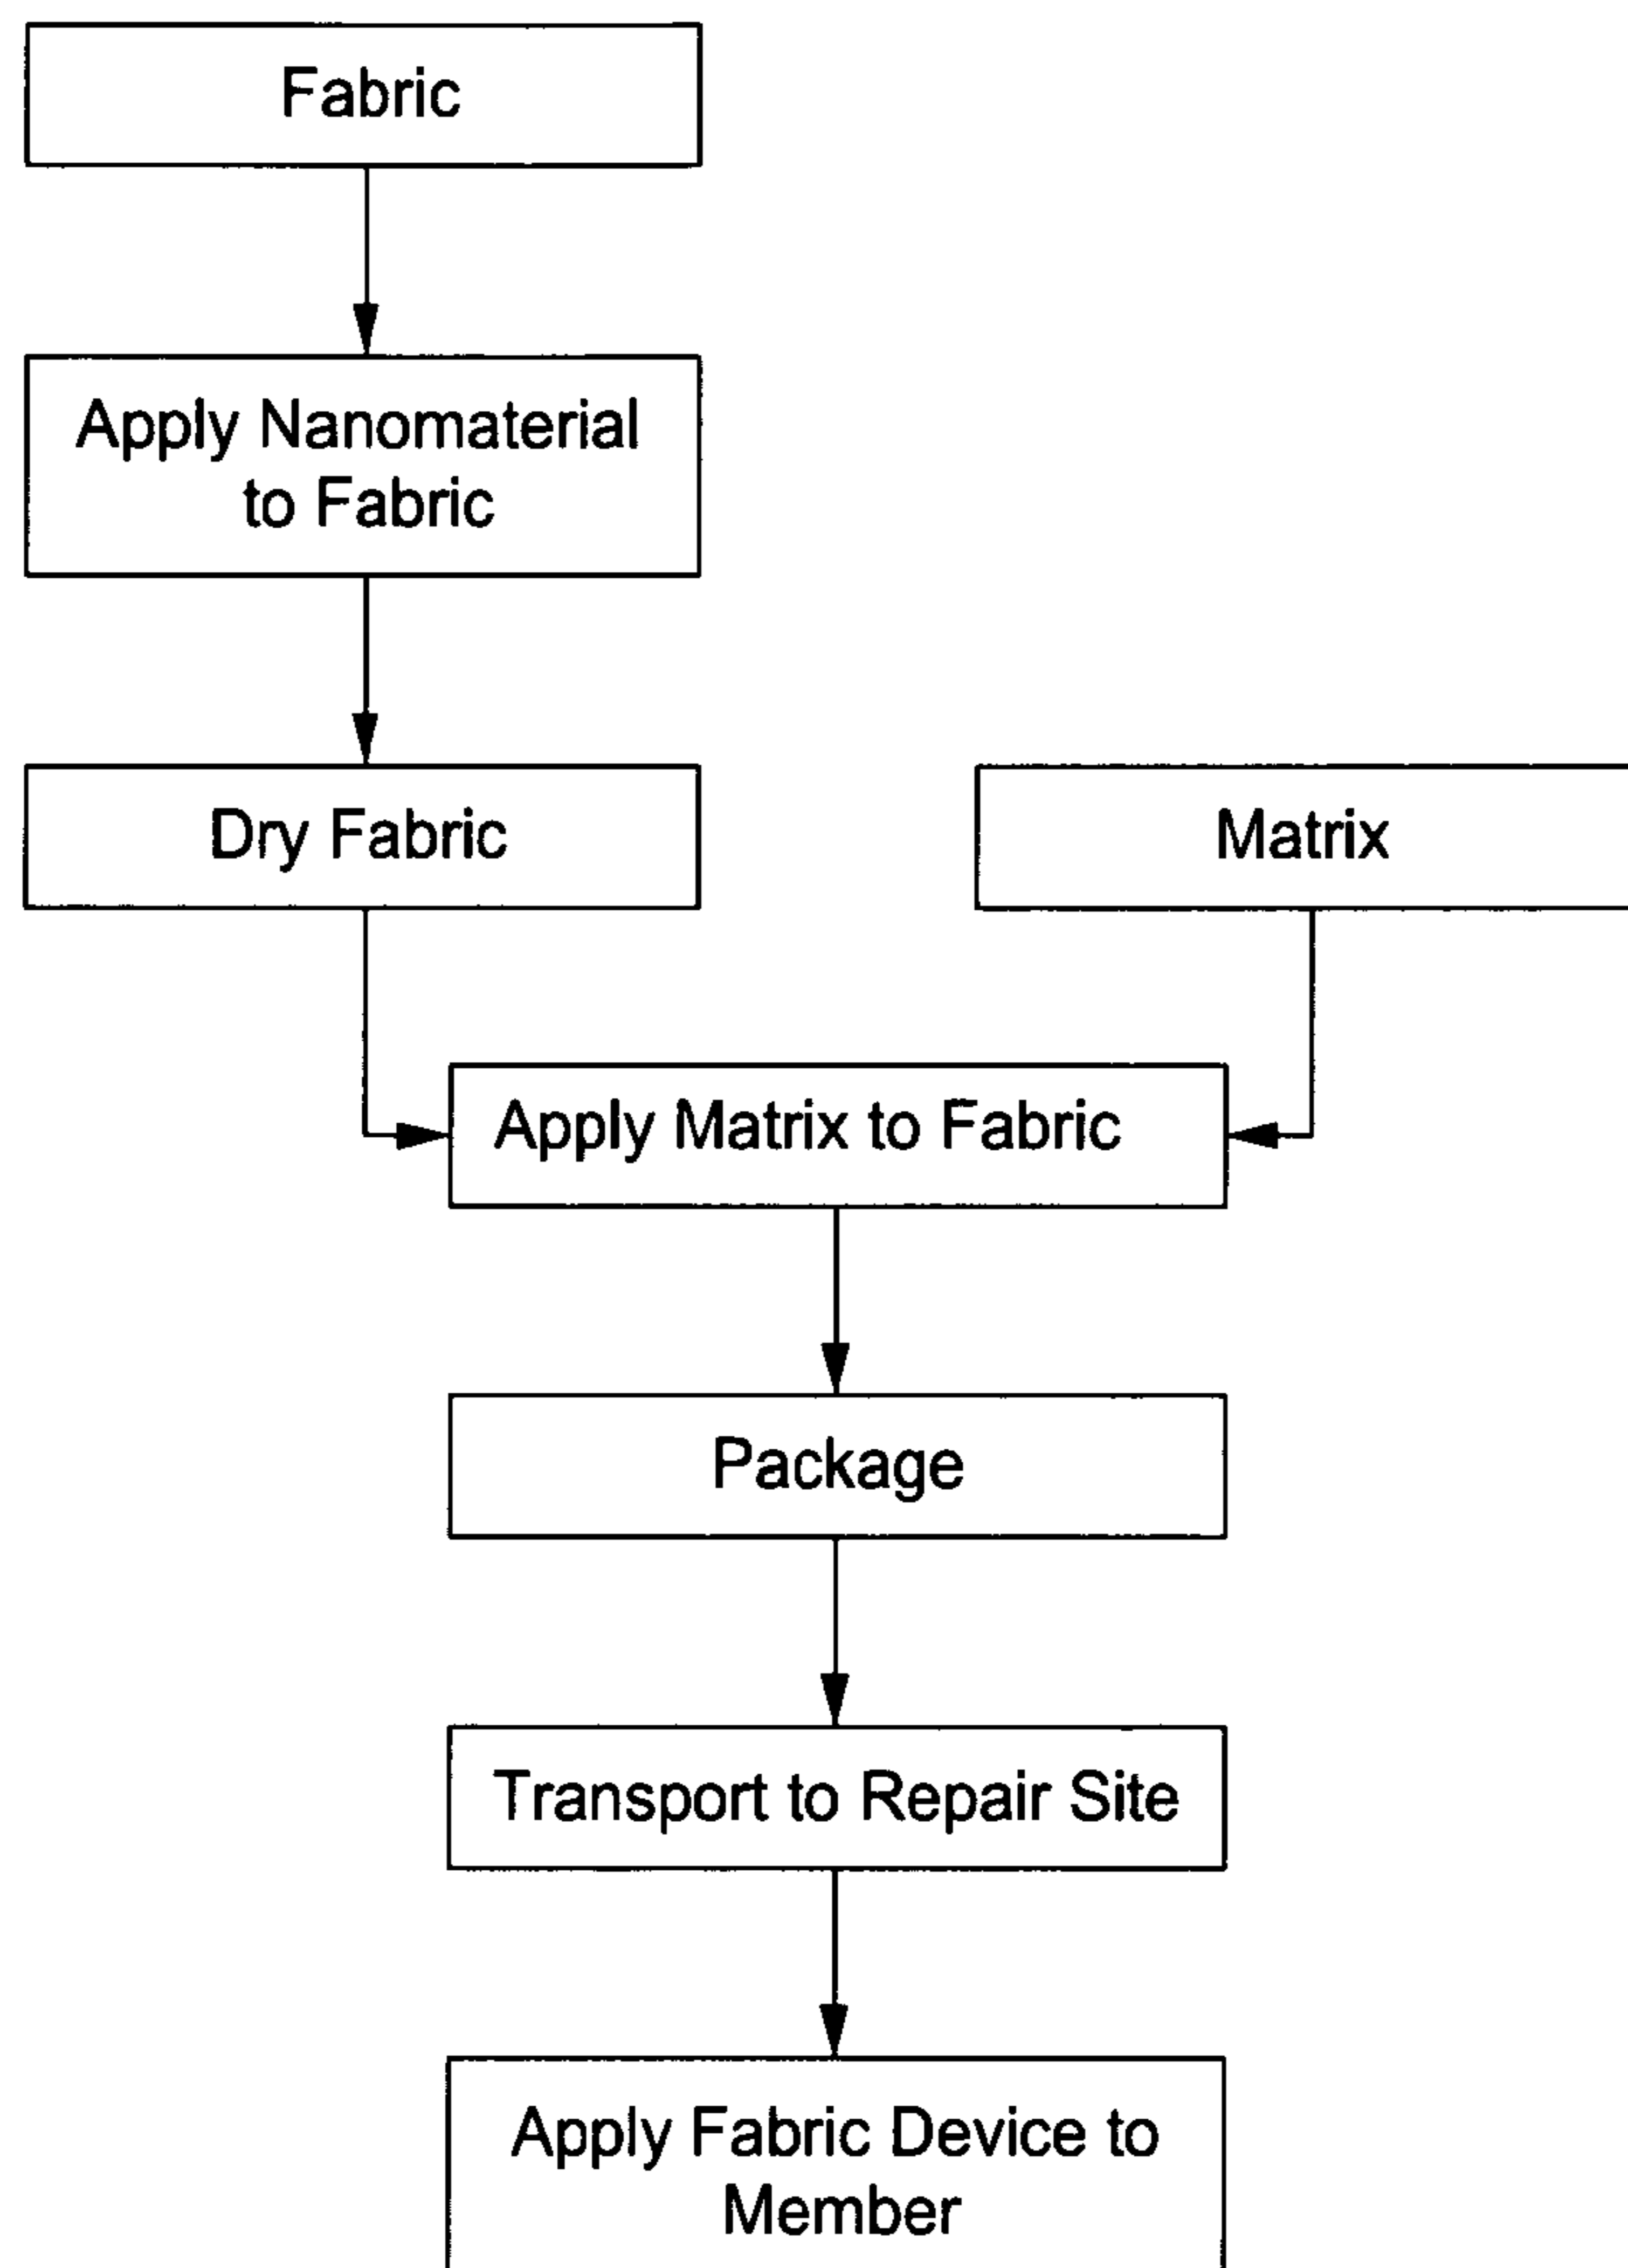 Fabric
Apply Nanomaterial
to Fabric
Dry Fabric
Matrix
Apply Matrix to Fabric
Package
Transport to Repair Site
Apply Fabric Device to
Member